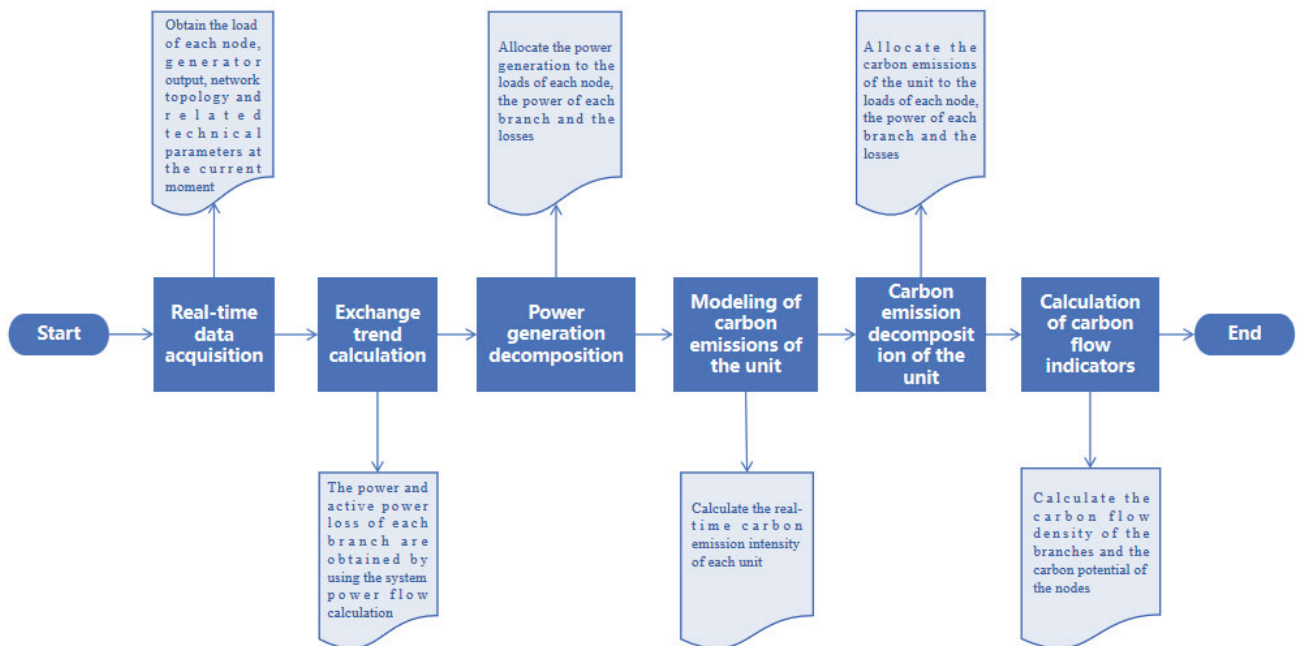 Obtain the load
of each node,
generator
output, network
topology and
related
technical
parameters at
the current
moment
Allocate the power
generation to the
loads of each node,
the power of each
branch and the
losses
Allocate the
carbon emissions
of the unit to the
loads of each node,
the power of each
branch and the
losses
Start
Real-time
data
acquisition
Exchange
trend
calculation
Power
generation
decomposition
Modeling of
carbon
emissions of
the unit
Carbon
emission
decomposit
ion of the
unit
Calculation
of carbon
flow
indicators
End
The power and
active power
loss of each
branch are
obtained by
using the system
power flow
calculation
Calculate the real-
time carbon
emission intensity
of each unit
Calculate the
carbon flow
density of the
branches and the
carbon potential of
the nodes